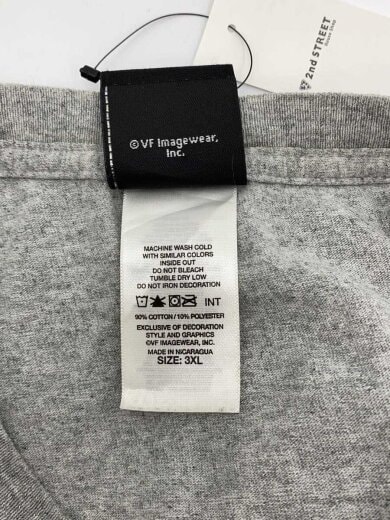 2nd STREET
©VF Imagewear,
Inc.
MACHINE WASH COLD
WITH SIMILAR COLORS
INSIDE OUT
DO NOT BLEACH
TUMBLE DRY LOW
DO NOT IRON DECORATION
INT
90% COTTON/10% POLYESTER
EXCLUSIVE OF DECORATION
STYLE AND GRAPHICS
©VF IMAGEWEAR, INC.
MADE IN NICARAGUA
SIZE: 3XL